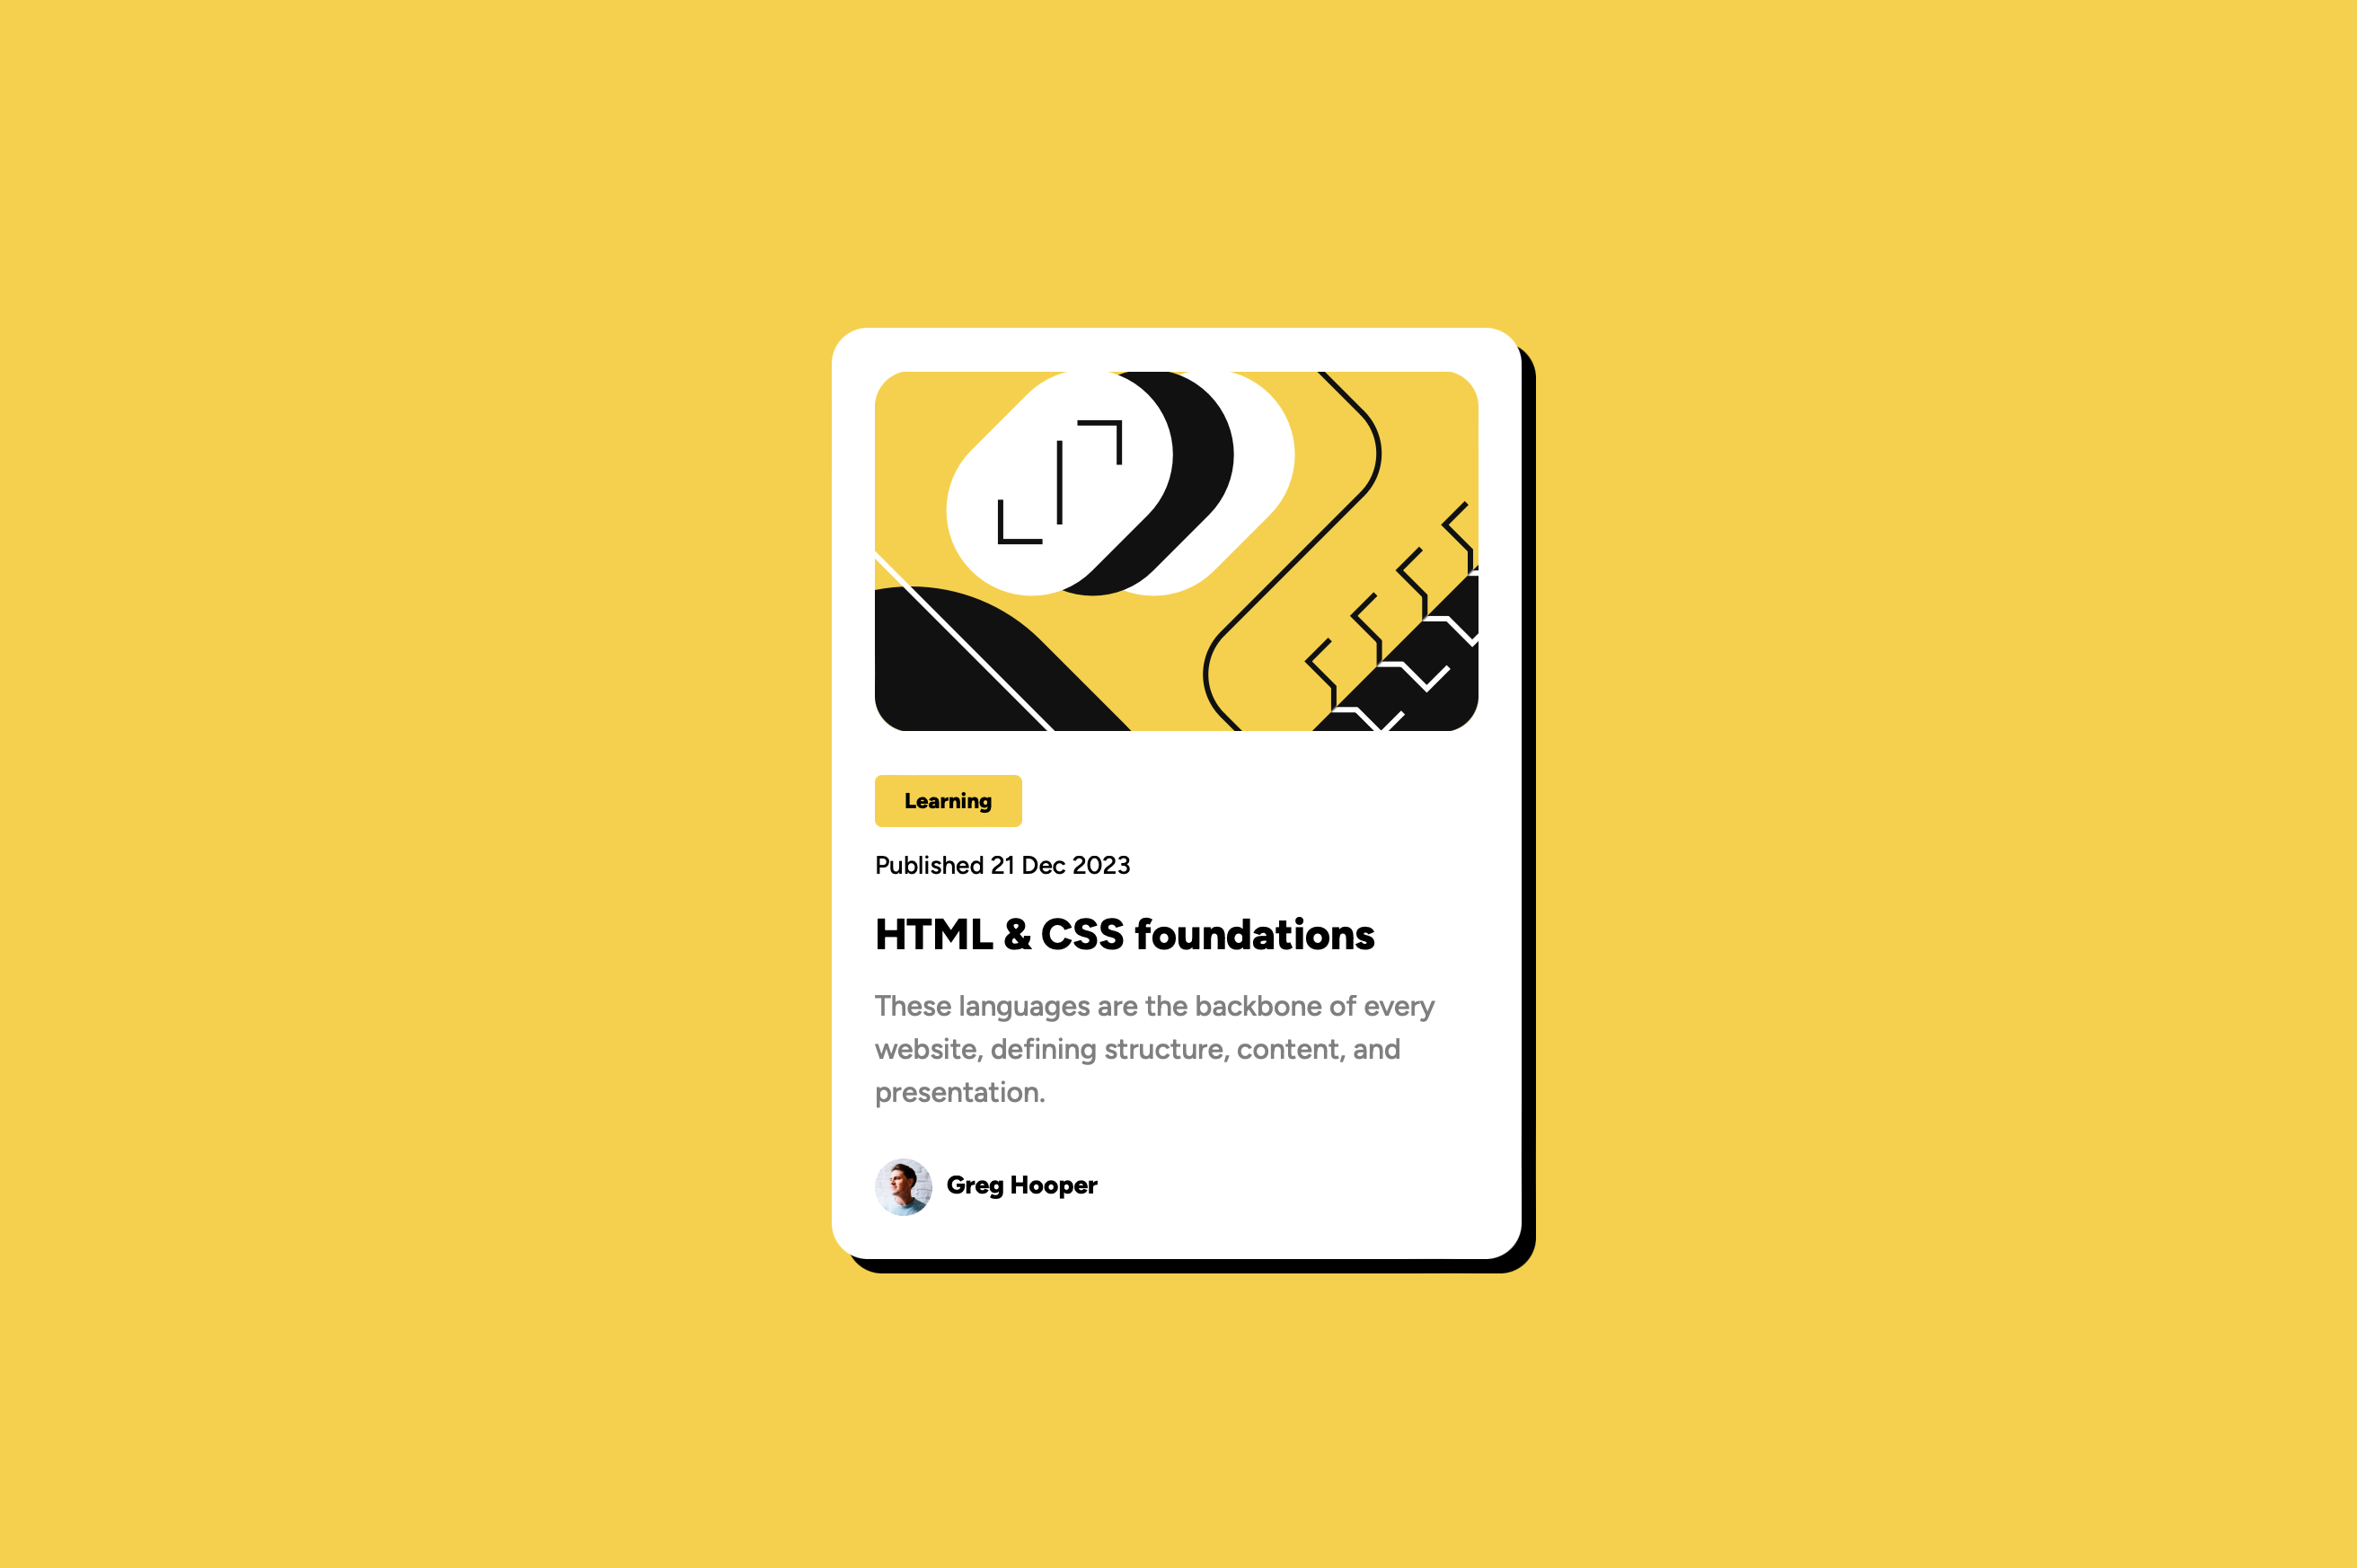 Learning
Published 21 Dec 2023
HTML & CSS foundations
These languages are the backbone of every
website, defining structure, content, and
presentation.
Greg Hooper